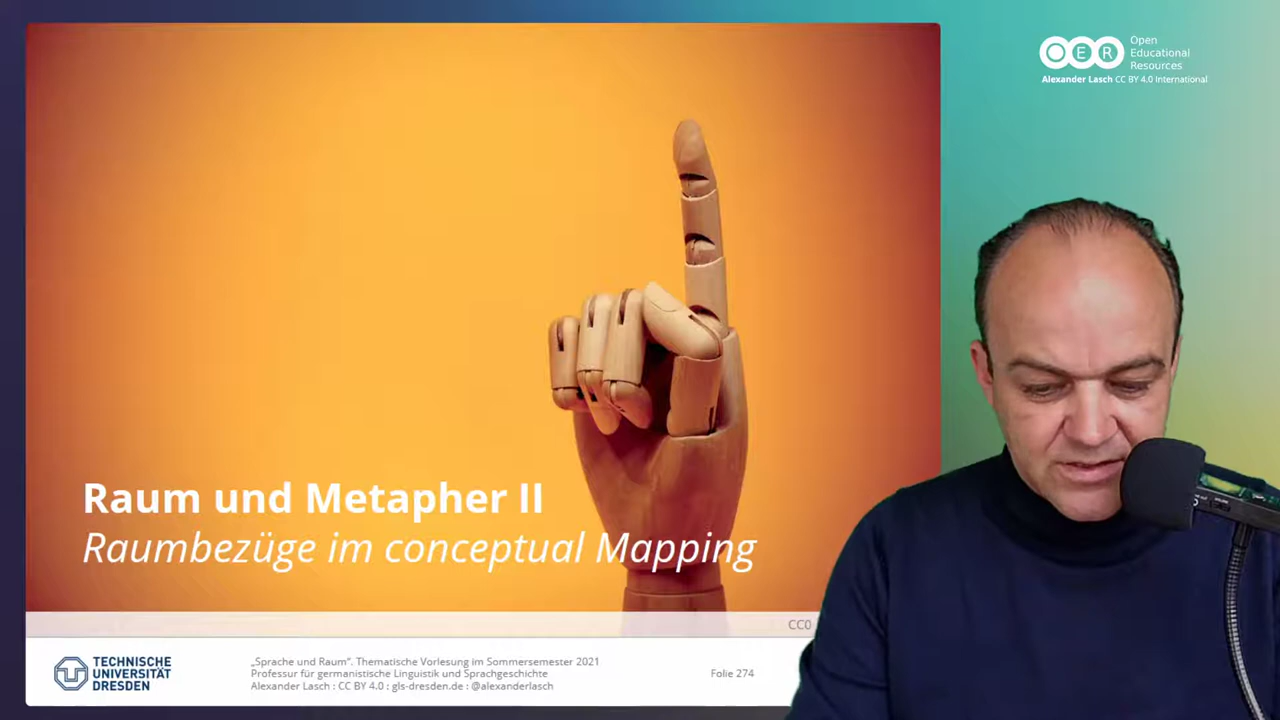 OER
Open
Educational
Resources
Alexander Lasch CC BY 4.0 International
Raum und Metapher II
Raumbezüge im conceptual Mapping
CC0
TECHNISCHE
UNIVERSITÄT
DRESDEN
„Sprache und Raum“. Thematische Vorlesung im Sommersemester 2021
Professur für germanistische Linguistik und Sprachgeschichte
Alexander Lasch : CC BY 4.0 : gls-dresden.de : @alexanderlasch
Folie 274